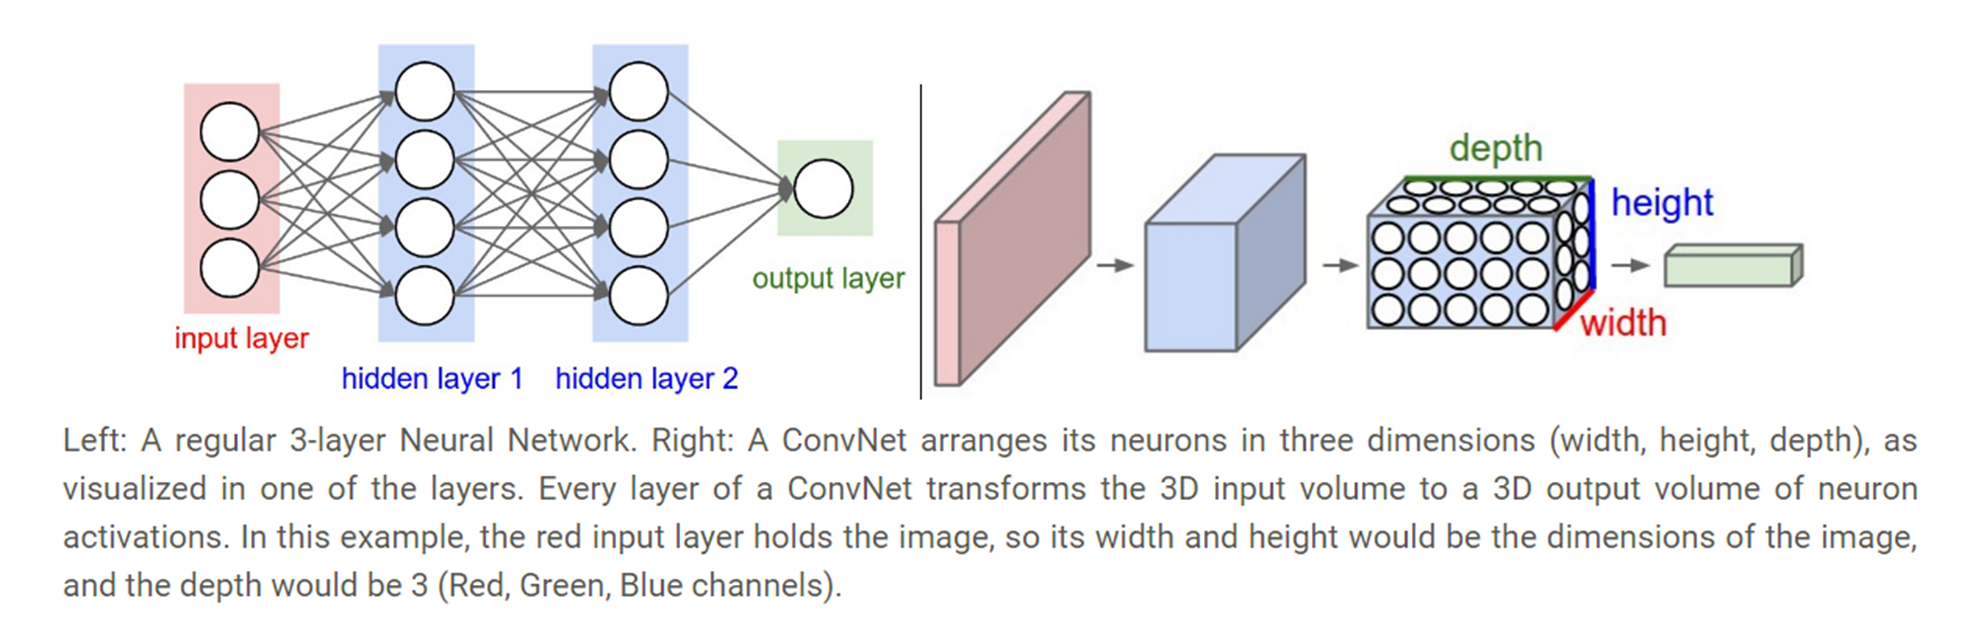 input layer
hidden layer 1
hidden layer 2
output layer
depth
height
width
Left: A regular 3-layer Neural Network. Right: A ConvNet arranges its neurons in three dimensions (width, height, depth), as
visualized in one of the layers. Every layer of a ConvNet transforms the 3D input volume to a 3D output volume of neuron
activations. In this example, the red input layer holds the image, so its width and height would be the dimensions of the image,
and the depth would be 3 (Red, Green, Blue channels).